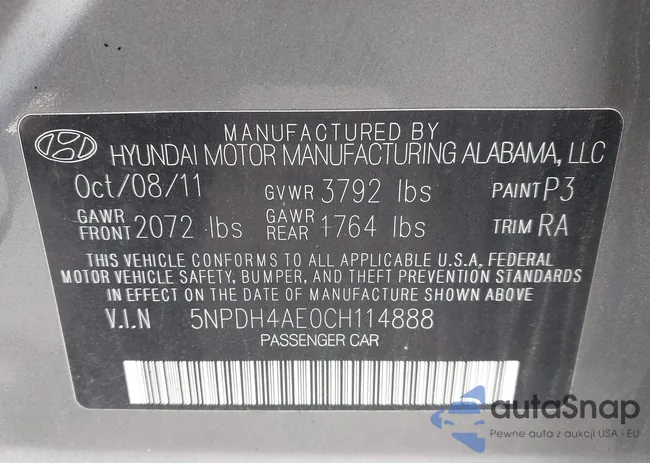 MANUFACTURED BY
HYUNDAI MOTOR MANUFACTURING ALABAMA, LLC
Oct/08/11 GVWR 3792 lbs PAINT P3
GAWR FRONT 2072 lbs GAWR REAR 1764 lbs TRIM RA
THIS VEHICLE CONFORMS TO ALL APPLICABLE U.S.A. FEDERAL
MOTOR VEHICLE SAFETY, BUMPER, AND THEFT PREVENTION STANDARDS
IN EFFECT ON THE DATE OF MANUFACTURE SHOWN ABOVE
V.I.N 5NPDH4AE0CH114888
PASSENGER CAR
autaSnap
Pewne auta z aukcji USA i EU